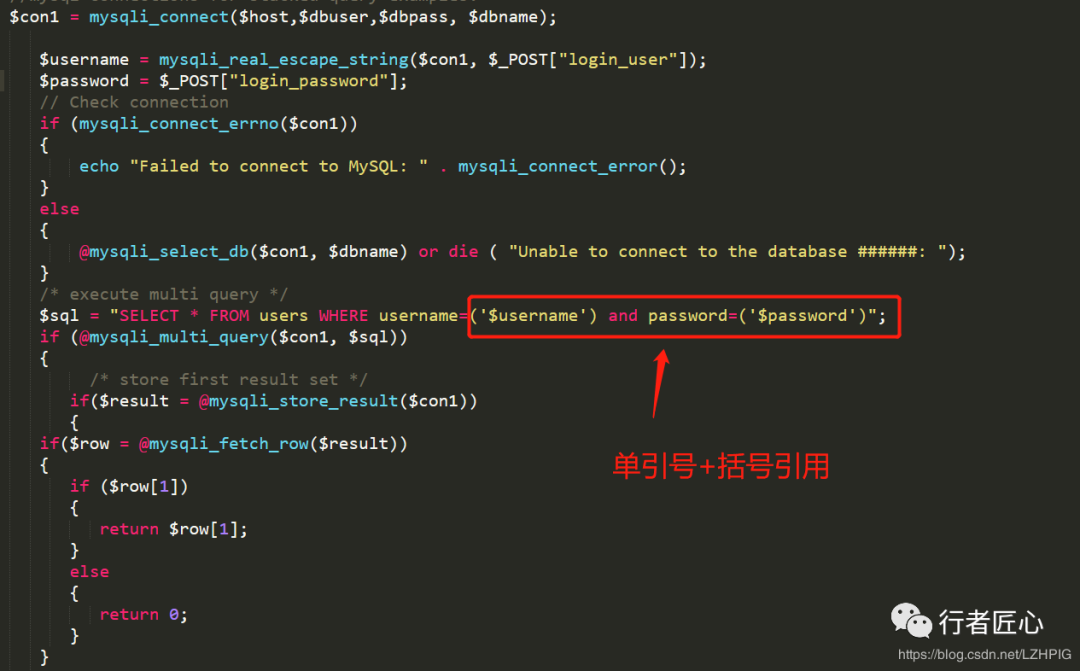 $con1 = mysqli_connect($host,$dbuser,$dbpass, $dbname);
$username = mysqli_real_escape_string($con1, $_POST["login_user"]);
$password = $_POST["login_password"];
// Check connection
if (mysqli_connect_errno($con1))
{
echo "Failed to connect to MySQL: " . mysqli_connect_error();
}
else
{
@mysqli_select_db($con1, $dbname) or die ( "Unable to connect to the database ######: ");
}
/* execute multi query */
$sql = "SELECT * FROM users WHERE username=('$username') and password=('$password')";
if (@mysqli_multi_query($con1, $sql))
{
/* store first result set */
if($result = @mysqli_store_result($con1))
{
if($row = @mysqli_fetch_row($result))
{
if ($row[1])
{
return $row[1];
}
else
{
return 0;
}
}
单引号+括号引用
行者匠心
https://blog.csdn.net/LZHPIG